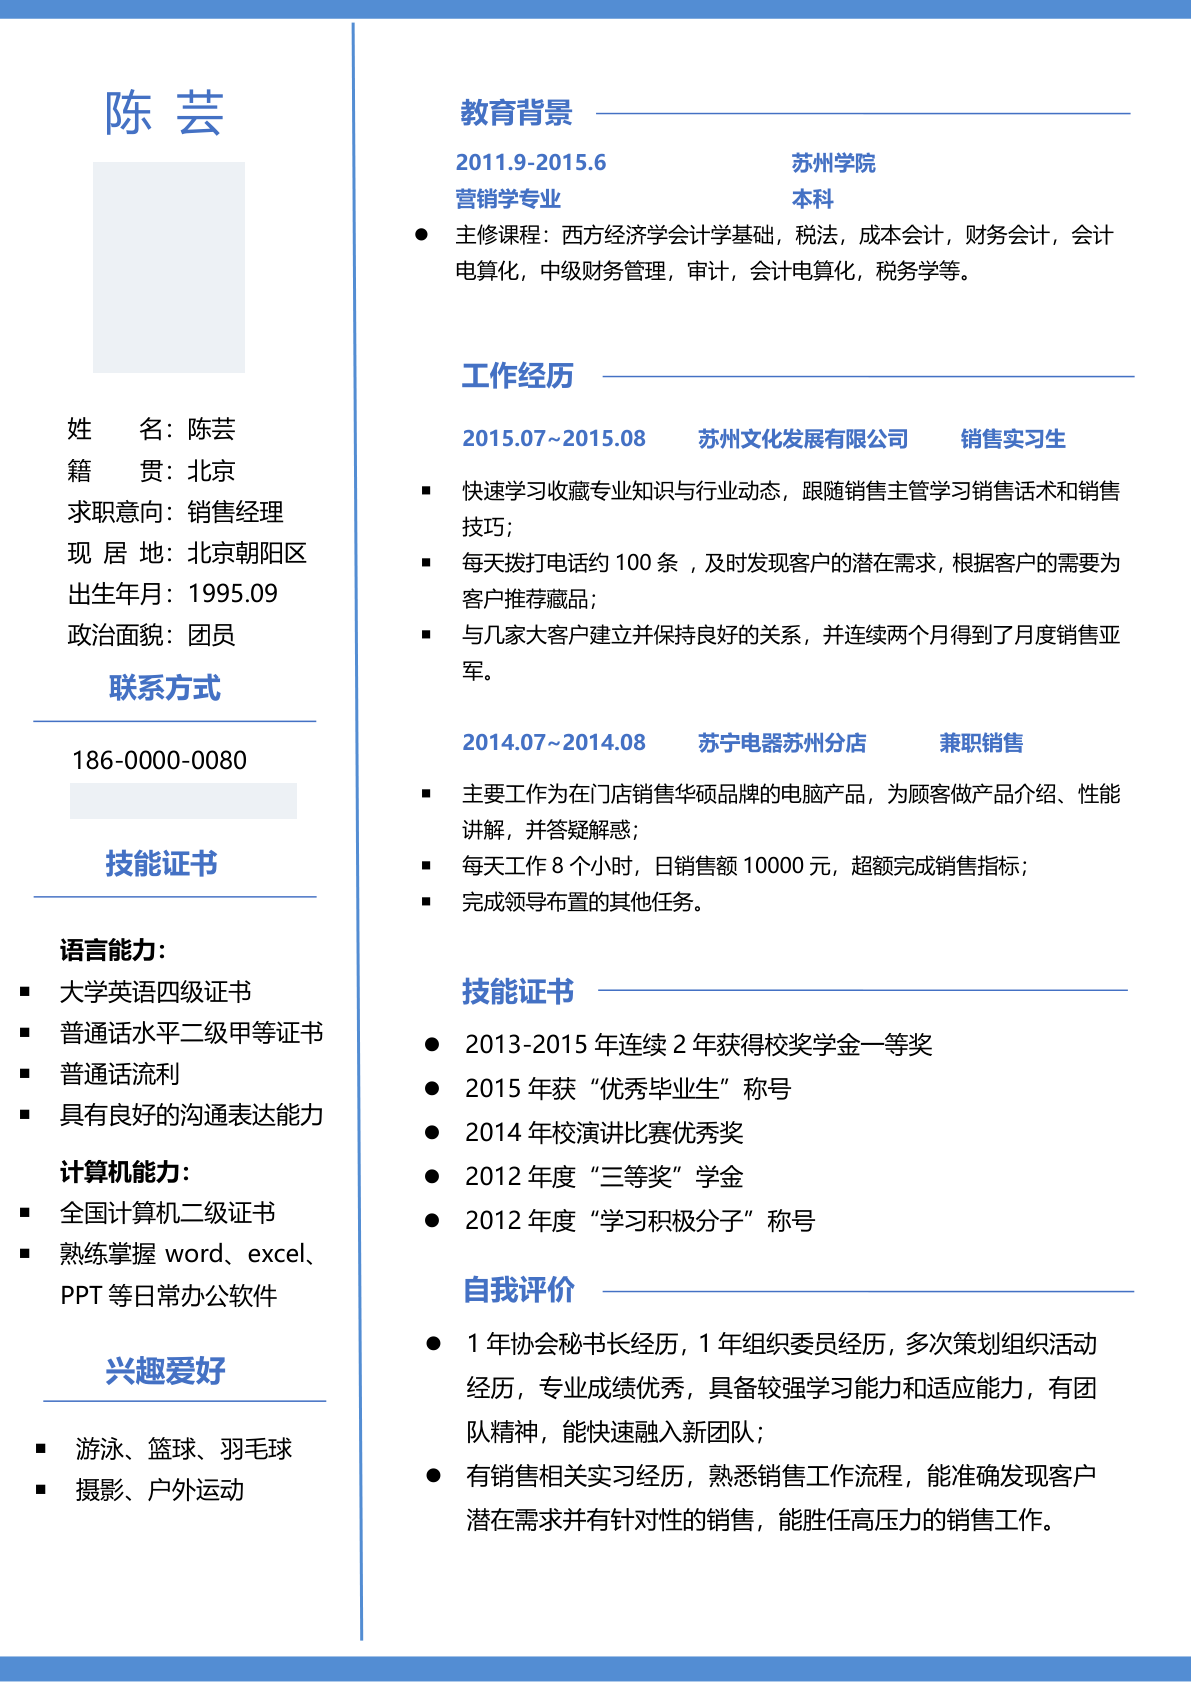 陈 芸
姓　　名：陈芸
籍　　贯：北京
求职意向：销售经理
现 居 地：北京朝阳区
出生年月：1995.09
政治面貌：团员
联系方式
186-0000-0080
技能证书
语言能力：
■ 大学英语四级证书
■ 普通话水平二级甲等证书
■ 普通话流利
■ 具有良好的沟通表达能力
计算机能力：
■ 全国计算机二级证书
■ 熟练掌握 word、excel、
PPT 等日常办公软件
兴趣爱好
■ 游泳、篮球、羽毛球
■ 摄影、户外运动
教育背景
2011.9-2015.6 苏州学院
营销学专业 本科
● 主修课程：西方经济学会计学基础，税法，成本会计，财务会计，会计
电算化，中级财务管理，审计，会计电算化，税务学等。
工作经历
2015.07~2015.08 苏州文化发展有限公司 销售实习生
■ 快速学习收藏专业知识与行业动态，跟随销售主管学习销售话术和销售
技巧；
■ 每天拨打电话约 100 条 ，及时发现客户的潜在需求，根据客户的需要为
客户推荐藏品；
■ 与几家大客户建立并保持良好的关系，并连续两个月得到了月度销售亚
军。
2014.07~2014.08 苏宁电器苏州分店 兼职销售
■ 主要工作为在门店销售华硕品牌的电脑产品，为顾客做产品介绍、性能
讲解，并答疑解惑；
■ 每天工作 8 个小时，日销售额 10000 元，超额完成销售指标；
■ 完成领导布置的其他任务。
技能证书
● 2013-2015 年连续 2 年获得校奖学金一等奖
● 2015 年获“优秀毕业生”称号
● 2014 年校演讲比赛优秀奖
● 2012 年度“三等奖”学金
● 2012 年度“学习积极分子”称号
自我评价
● 1 年协会秘书长经历，1 年组织委员经历，多次策划组织活动
经历，专业成绩优秀，具备较强学习能力和适应能力，有团
队精神，能快速融入新团队；
● 有销售相关实习经历，熟悉销售工作流程，能准确发现客户
潜在需求并有针对性的销售，能胜任高压力的销售工作。